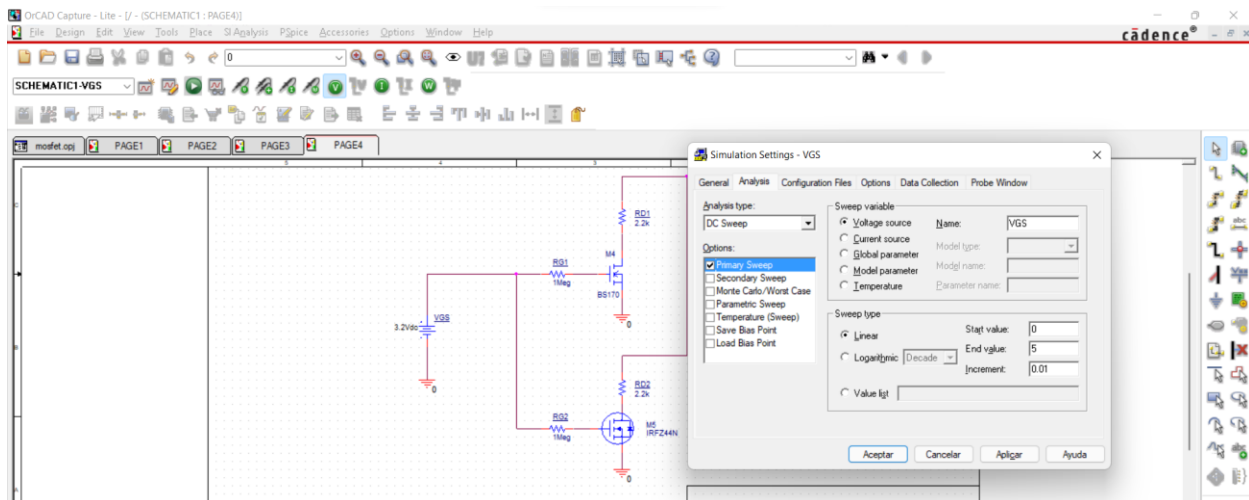 OrCAD Capture - Lite - [/ - (SCHEMATIC1 : PAGE4)]
File Design Edit View Tools Place SI Analysis PSpice Accessories Options Window Help
cādence®
0
SCHEMATIC1-VGS
mosfet.opj PAGE1 PAGE2 PAGE3 PAGE4
5 4 3
RD1
2.2k
M4
RG1
1Meg
BS170
0
3.2Vdc
VGS
0
RD2
2.2k
RG2
1Meg
M5
IRFZ44N
0
Simulation Settings - VGS
General Analysis Configuration Files Options Data Collection Probe Window
Analysis type:
DC Sweep
Options:
Primary Sweep
Secondary Sweep
Monte Carlo/Worst Case
Parametric Sweep
Temperature (Sweep)
Save Bias Point
Load Bias Point
Sweep variable
Voltage source Name: VGS
Current source
Global parameter Model type:
Model parameter Model name:
Temperature Parameter name:
Sweep type
Linear
Logarithmic Decade
Start value: 0
End value: 5
Increment: 0.01
Value list
Aceptar Cancelar Aplicar Ayuda